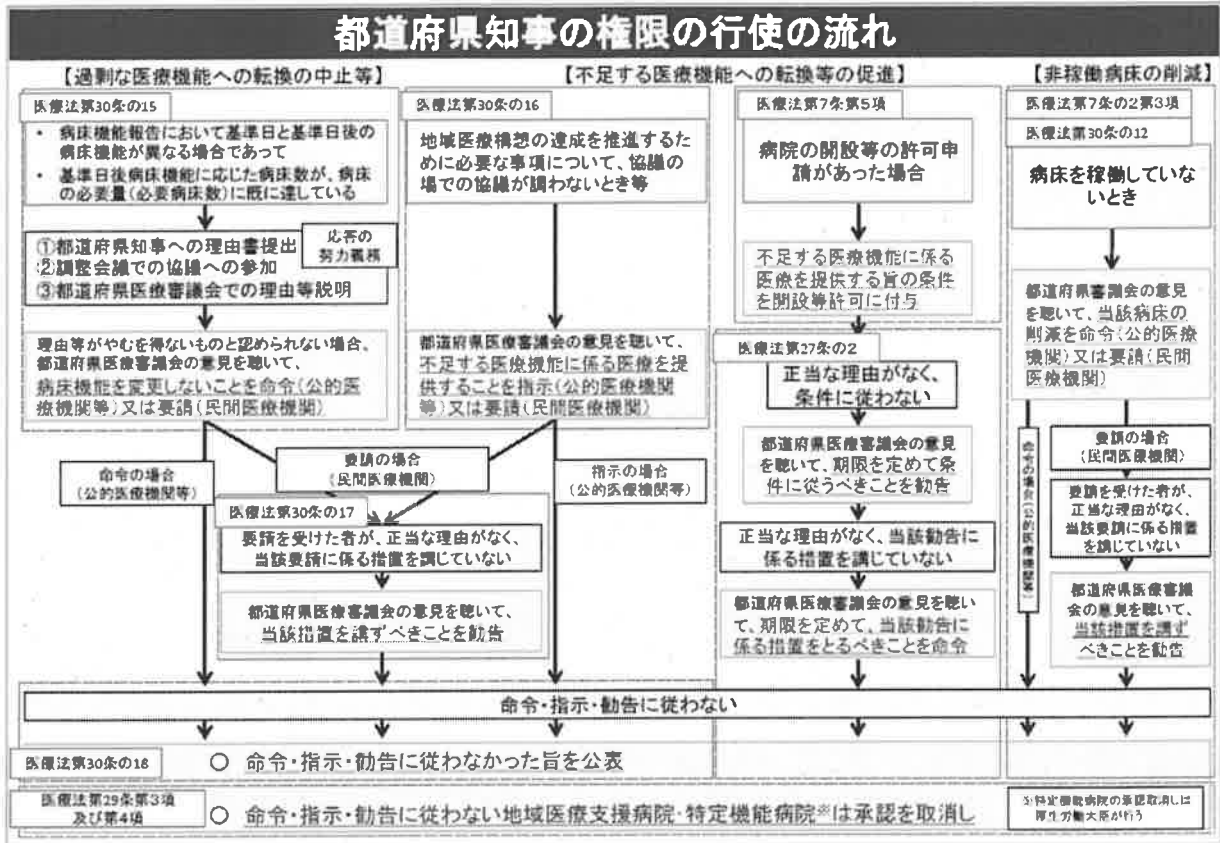 都道府県知事の権限の行使の流れ
【過剰な医療機能への転換の中止等】
医療法第30条の15
・ 病床機能報告において基準日と基準日後の
病床機能が異なる場合であって
・ 基準日後病床機能に応じた病床数が、病床
の必要量(必要病床数)に既に達している
①都道府県知事への理由書提出
②調整会議での協議への参加
③都道府県医療審議会での理由等説明
応答の
努力義務
理由等がやむを得ないものと認められない場合、
都道府県医療審議会の意見を聴いて、
病床機能を変更しないことを命令(公的医
療機関等)又は要請(民間医療機関)
【不足する医療機能への転換等の促進】
医療法第30条の16
地域医療構想の達成を推進するた
めに必要な事項について、協議の
場での協議が調わないとき等
都道府県医療審議会の意見を聴いて、
不足する医療機能に係る医療を提
供することを指示(公的医療機関
等)又は要請(民間医療機関)
命令の場合
(公的医療機関等)
要請の場合
(民間医療機関)
指示の場合
(公的医療機関等)
医療法第30条の17
要請を受けた者が、正当な理由がなく、
当該要請に係る措置を講じていない
都道府県医療審議会の意見を聴いて、
当該措置を講ずべきことを勧告
医療法第7条第5項
病院の開設等の許可申
請があった場合
不足する医療機能に係る
医療を提供する旨の条件
を開設等許可に付与
医療法第27条の2
正当な理由がなく、
条件に従わない
都道府県医療審議会の意見
を聴いて、期限を定めて条
件に従うべきことを勧告
正当な理由がなく、当該勧告に
係る措置を講じていない
都道府県医療審議会の意見を聴い
て、期限を定めて、当該勧告に
係る措置をとるべきことを命令
【非稼働病床の削減】
医療法第7条の2第3項
医療法第30条の12
病床を稼働していな
いとき
都道府県審議会の意見
を聴いて、当該病床の
削減を命令(公的医療
機関)又は要請(民間
医療機関)
命令の場合(公的医療機関等)
要請の場合
(民間医療機関)
要請を受けた者が、
正当な理由がなく、
当該要請に係る措置
を講じていない
都道府県医療審議
会の意見を聴いて、
当該措置を講ず
べきことを勧告
命令・指示・勧告に従わない
医療法第30条の18
○ 命令・指示・勧告に従わなかった旨を公表
医療法第29条第3項
及び第4項
○ 命令・指示・勧告に従わない地域医療支援病院・特定機能病院※は承認を取消し
※特定機能病院の承認取消しは
厚生労働大臣が行う